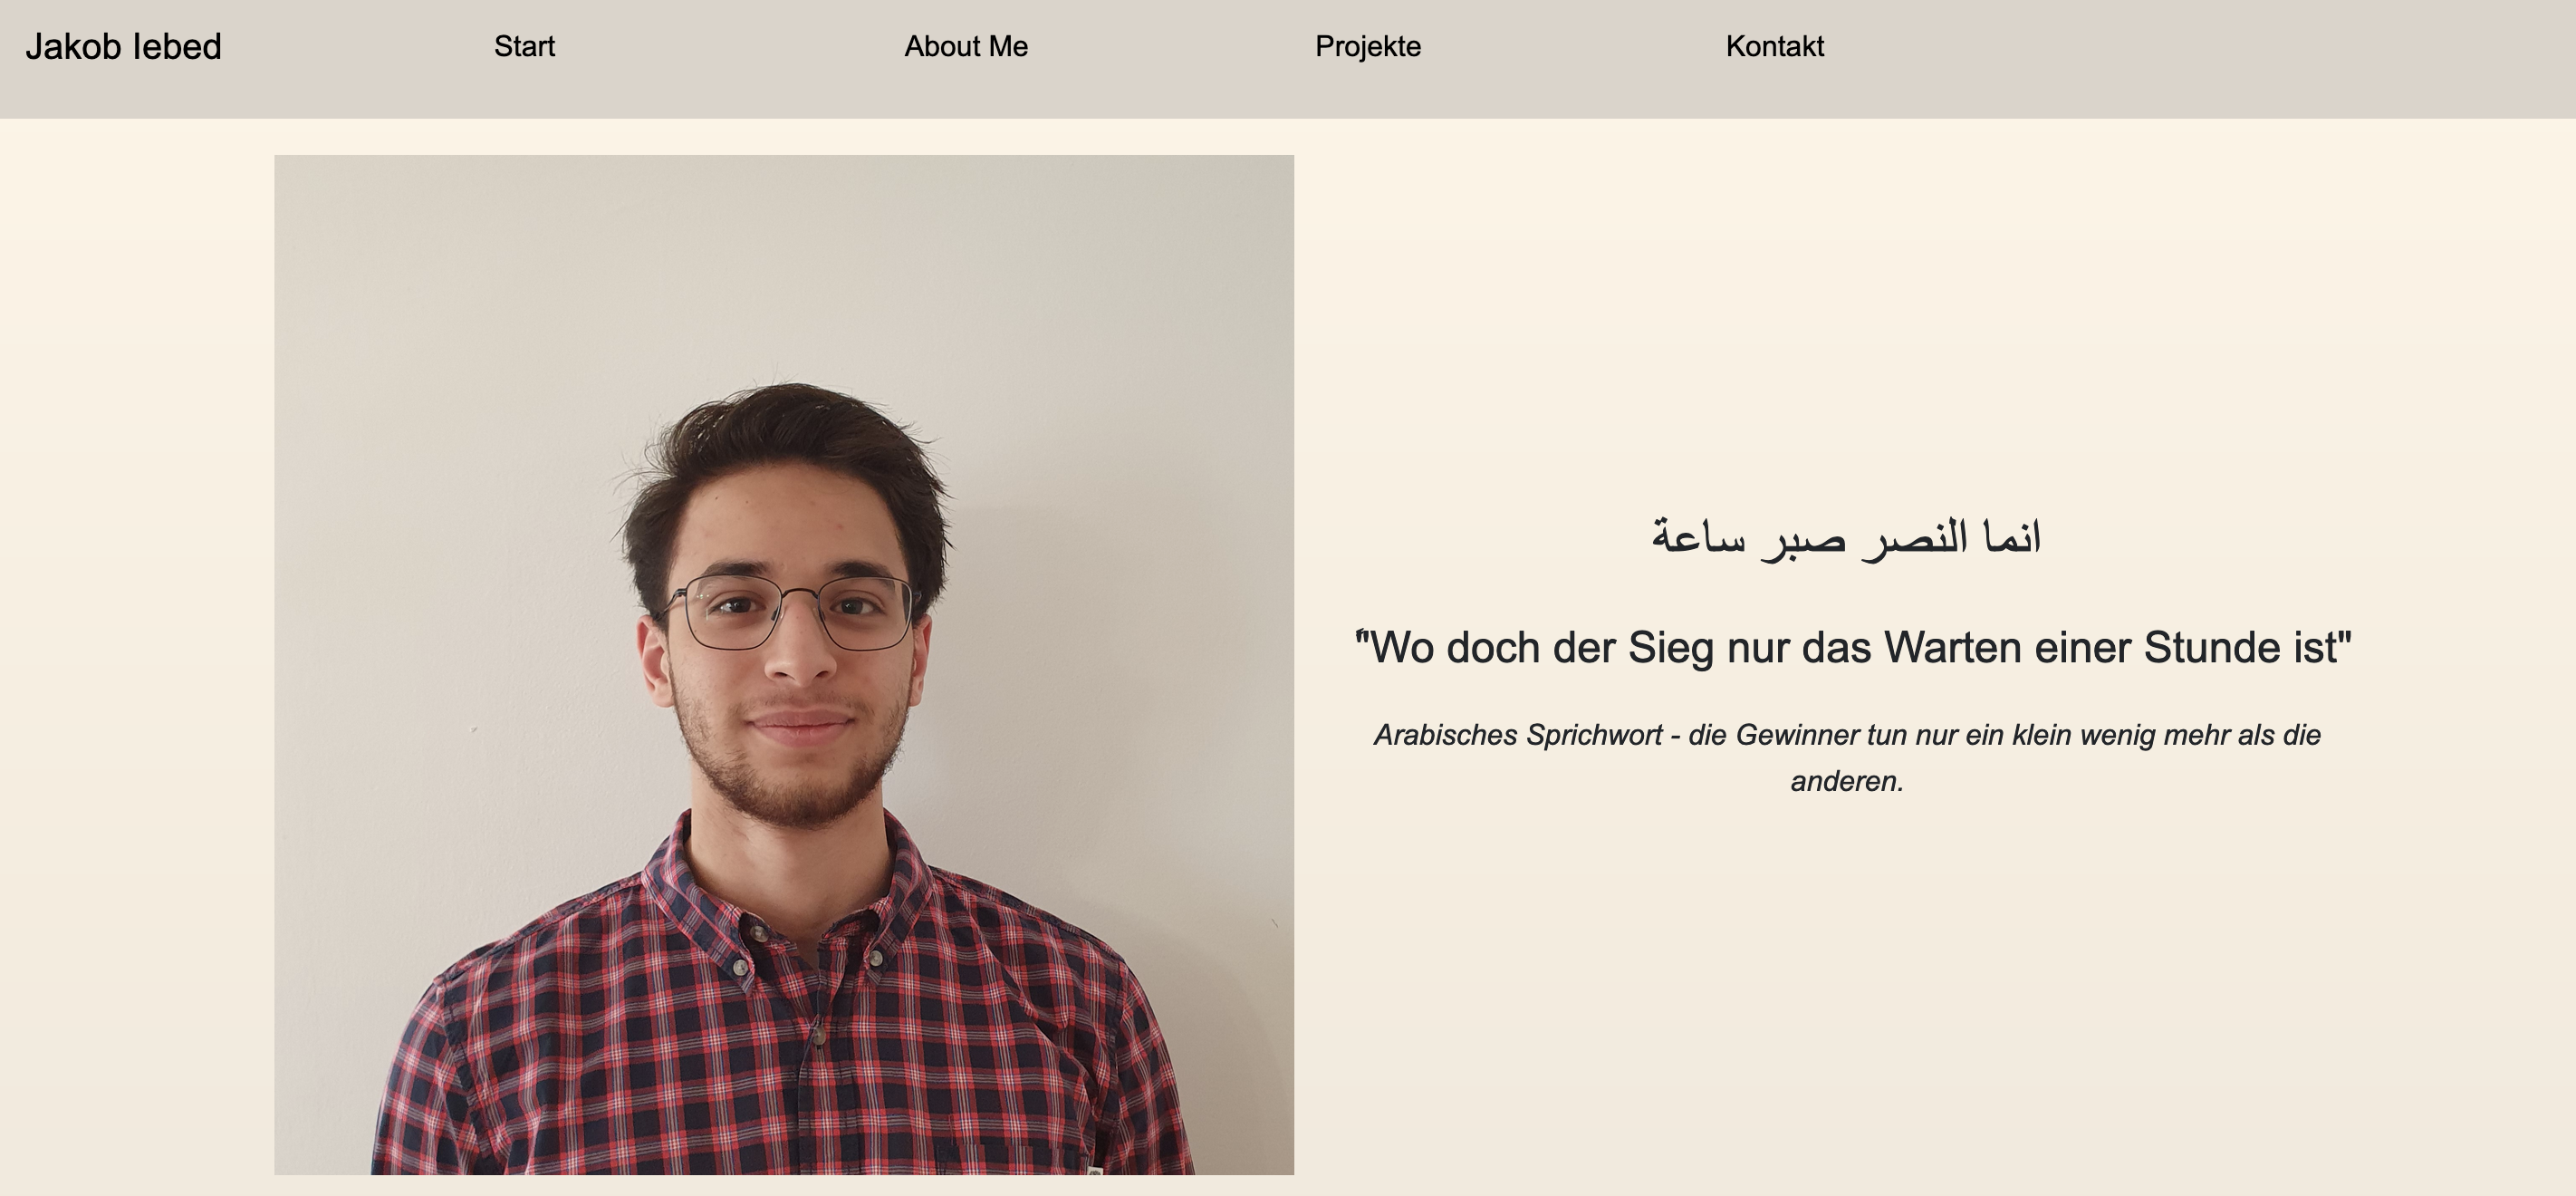 Jakob lebed
Start
About Me
Projekte
Kontakt
انما النصر صبر ساعة
"Wo doch der Sieg nur das Warten einer Stunde ist"
Arabisches Sprichwort - die Gewinner tun nur ein klein wenig mehr als die
anderen.